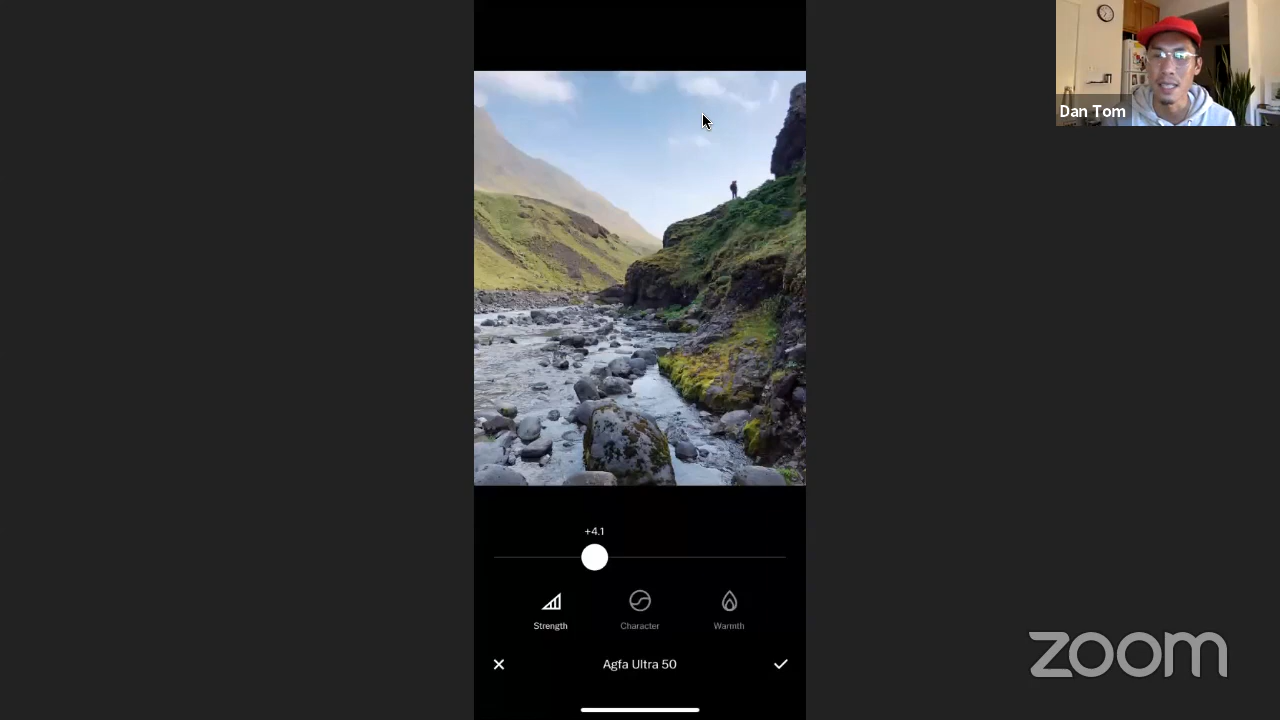 Dan Tom
+4.1
Strength
Character
Warmth
Agfa Ultra 50
zoom